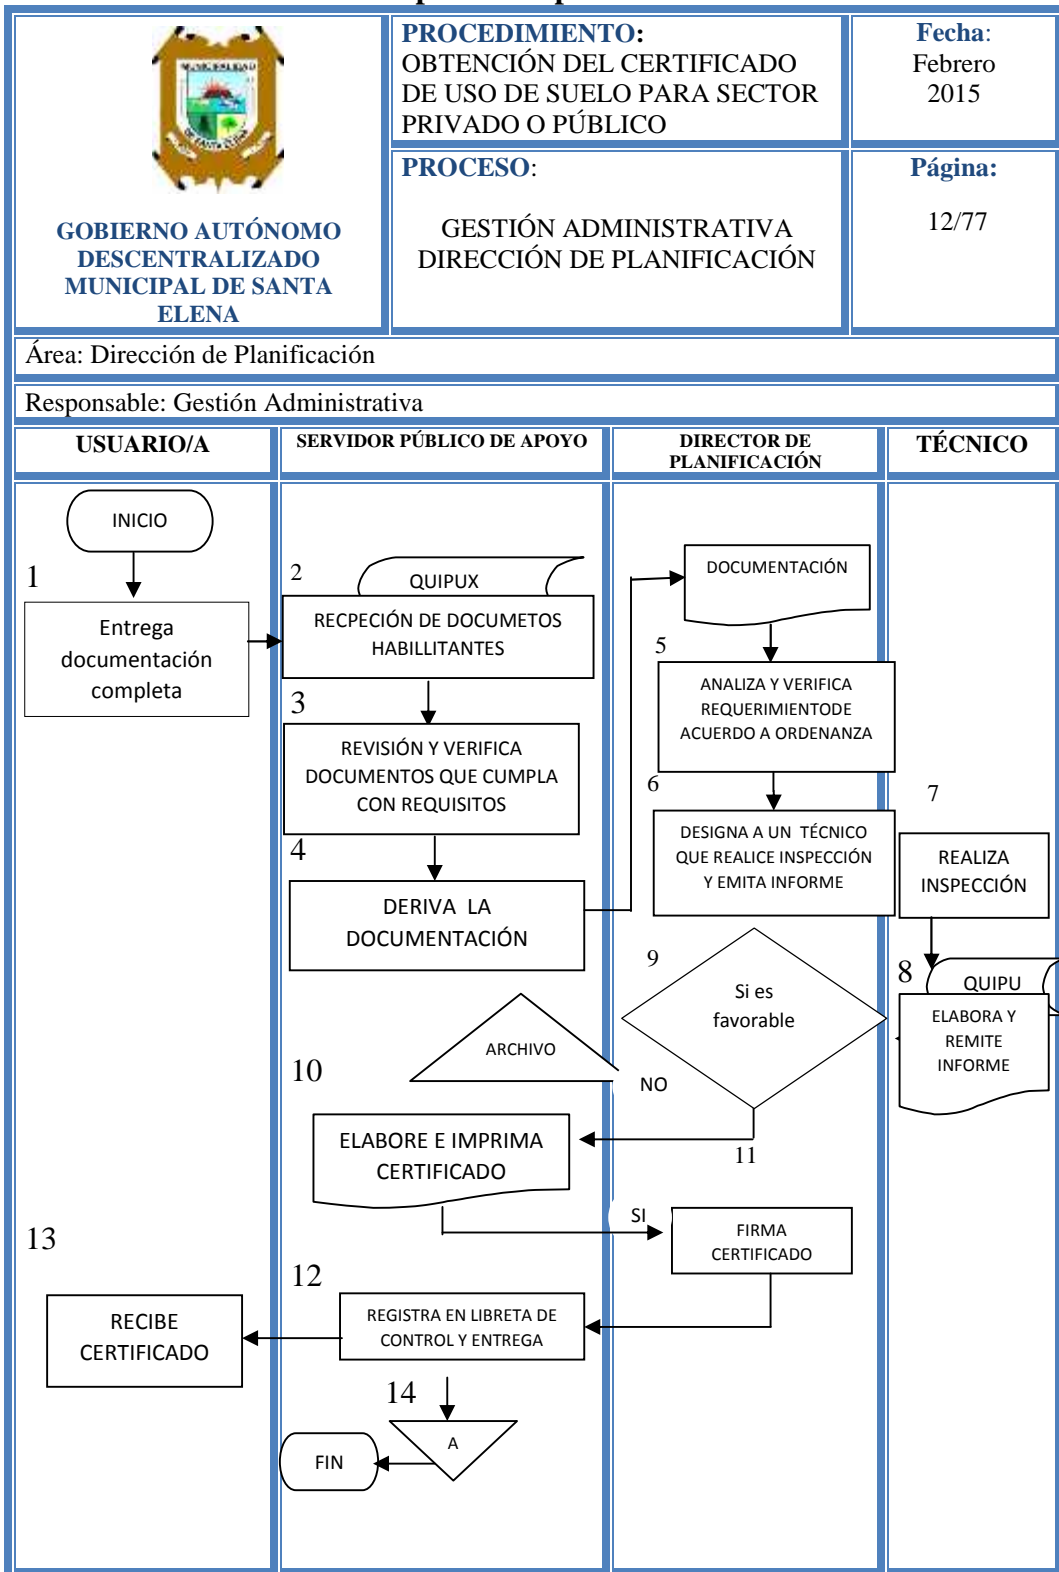 PROCEDIMIENTO:
OBTENCIÓN DEL CERTIFICADO
DE USO DE SUELO PARA SECTOR
PRIVADO O PÚBLICO
Fecha:
Febrero
2015
MUNICIPALIDAD
DE SANTA ELENA
GOBIERNO AUTÓNOMO
DESCENTRALIZADO
MUNICIPAL DE SANTA
ELENA
PROCESO:
GESTIÓN ADMINISTRATIVA
DIRECCIÓN DE PLANIFICACIÓN
Página:
12/77
Área: Dirección de Planificación
Responsable: Gestión Administrativa
USUARIO/A
SERVIDOR PÚBLICO DE APOYO
DIRECTOR DE
PLANIFICACIÓN
TÉCNICO
INICIO
1
Entrega
documentación
completa
2
QUIPUX
RECPECIÓN DE DOCUMETOS
HABILLITANTES
3
REVISIÓN Y VERIFICA
DOCUMENTOS QUE CUMPLA
CON REQUISITOS
4
DERIVA LA
DOCUMENTACIÓN
DOCUMENTACIÓN
5
ANALIZA Y VERIFICA
REQUERIMIENTODE
ACUERDO A ORDENANZA
6
DESIGNA A UN TÉCNICO
QUE REALICE INSPECCIÓN
Y EMITA INFORME
7
REALIZA
INSPECCIÓN
8
QUIPU
ELABORA Y
REMITE
INFORME
9
Si es
favorable
NO
ARCHIVO
10
ELABORE E IMPRIMA
CERTIFICADO
11
SI
FIRMA
CERTIFICADO
12
REGISTRA EN LIBRETA DE
CONTROL Y ENTREGA
13
RECIBE
CERTIFICADO
14
A
FIN